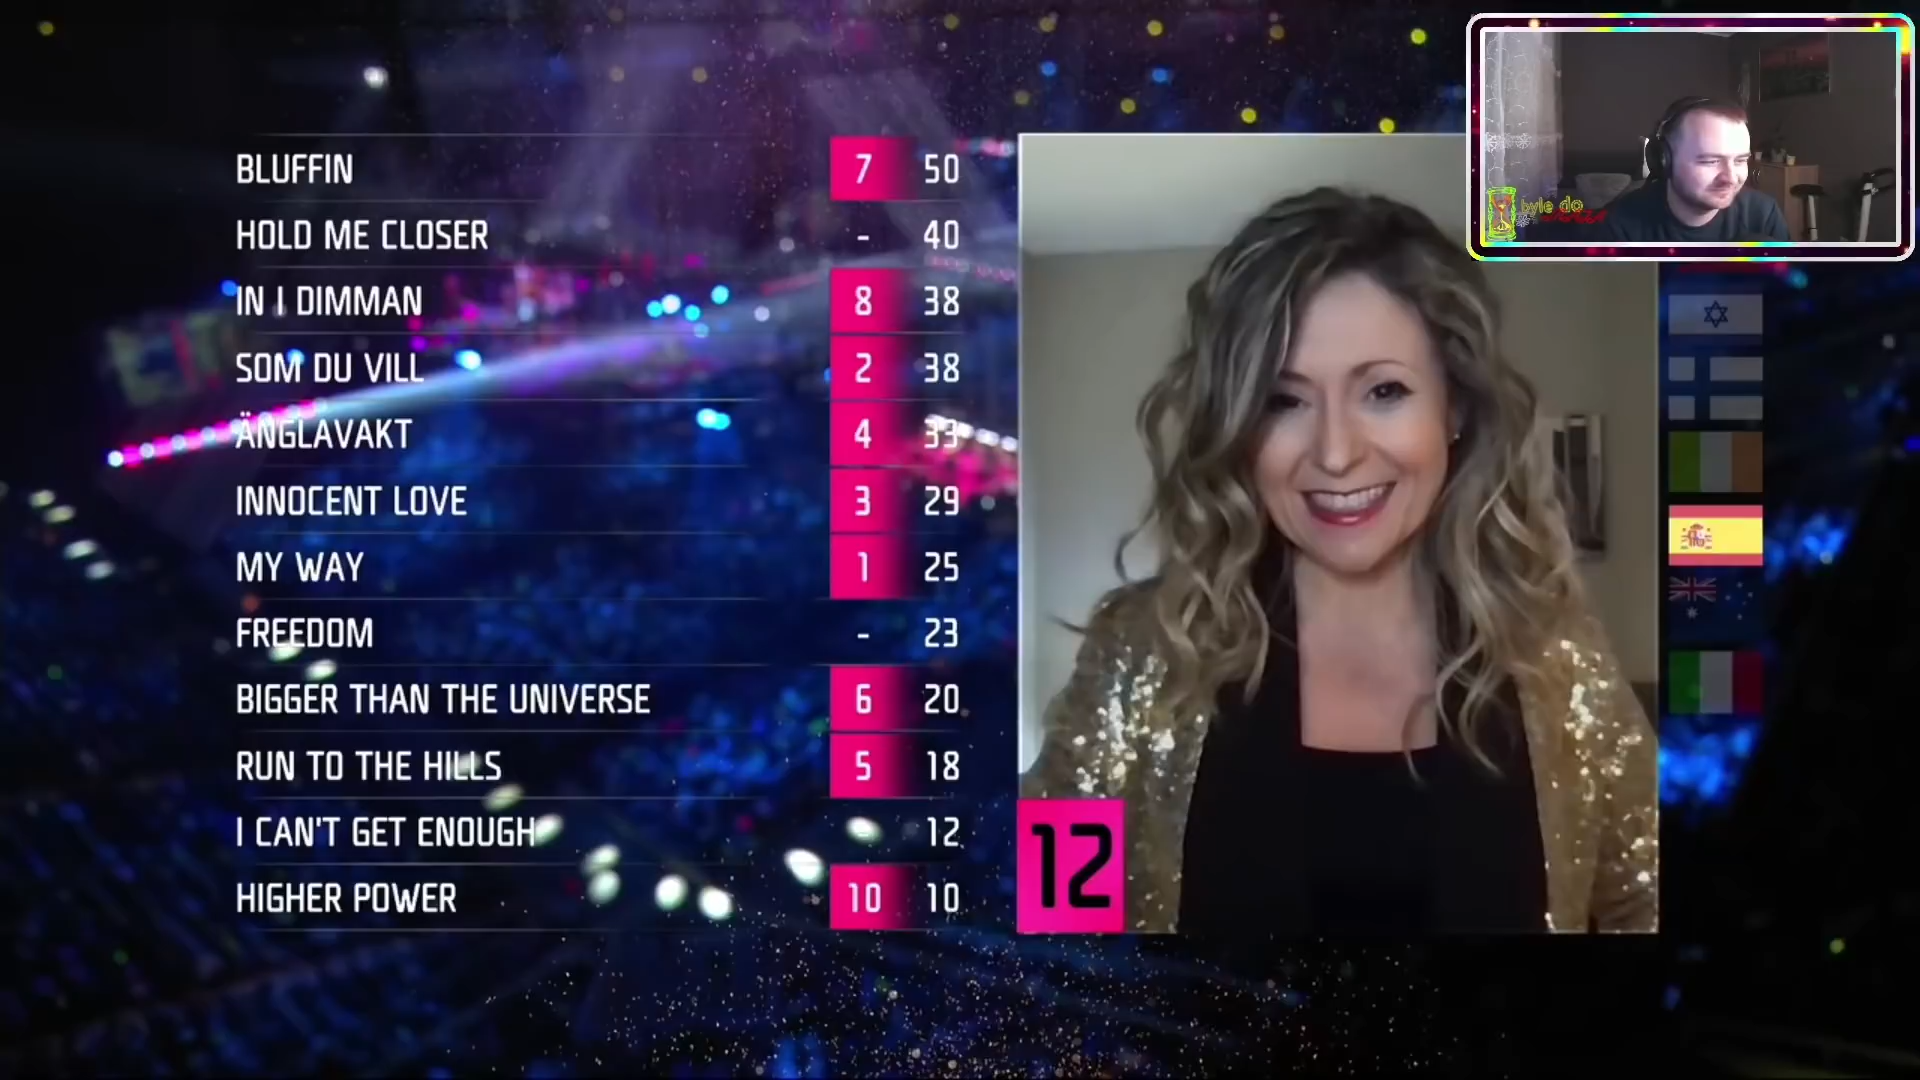 BLUFFIN 7 50
HOLD ME CLOSER - 40
IN I DIMMAN 8 38
SOM DU VILL 2 38
ÄNGLAVAKT 4 33
INNOCENT LOVE 3 29
MY WAY 1 25
FREEDOM - 23
BIGGER THAN THE UNIVERSE 6 20
RUN TO THE HILLS 5 18
I CAN'T GET ENOUGH - 12
HIGHER POWER 10 10
12
byle do